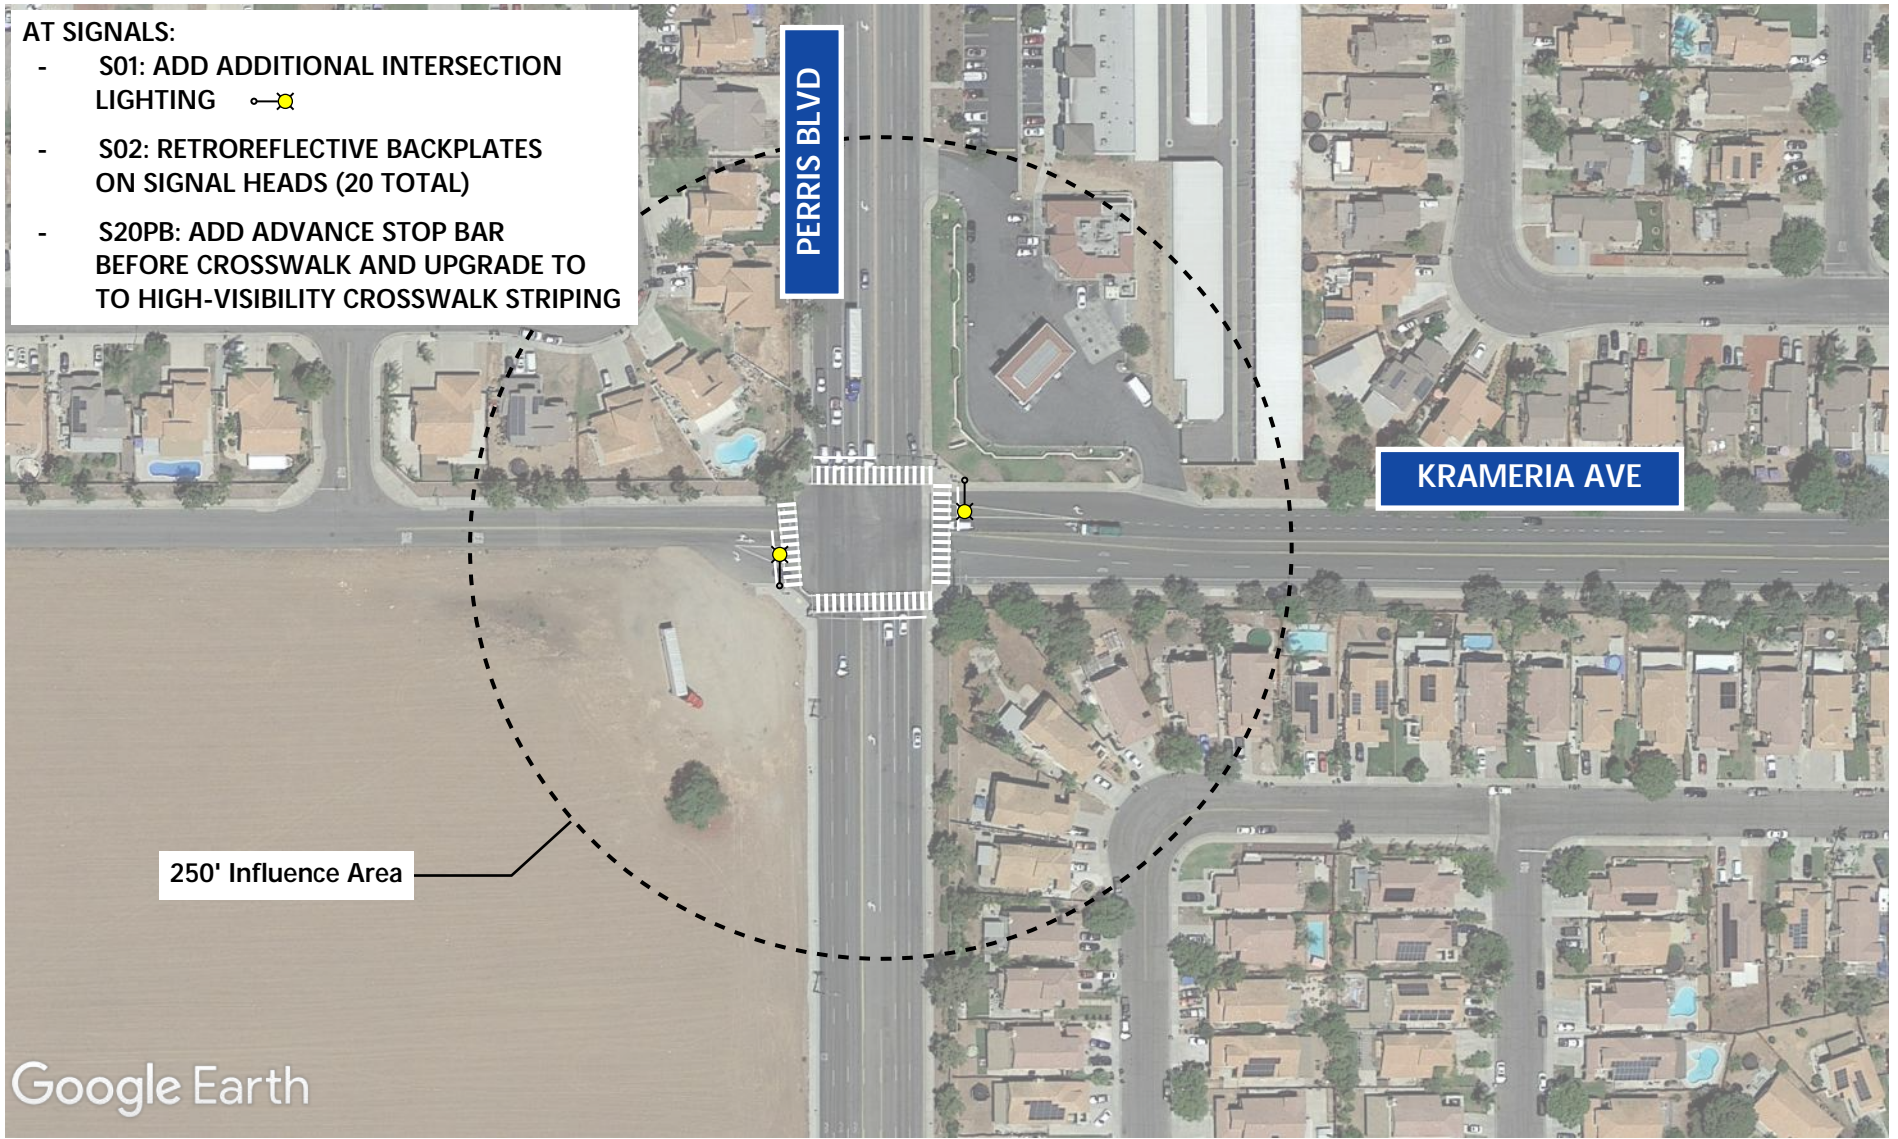 AT SIGNALS:
- S01: ADD ADDITIONAL INTERSECTION
LIGHTING
- S02: RETROREFLECTIVE BACKPLATES
ON SIGNAL HEADS (20 TOTAL)
- S20PB: ADD ADVANCE STOP BAR
BEFORE CROSSWALK AND UPGRADE TO
TO HIGH-VISIBILITY CROSSWALK STRIPING
PERRIS BLVD
KRAMERIA AVE
250' Influence Area
Google Earth